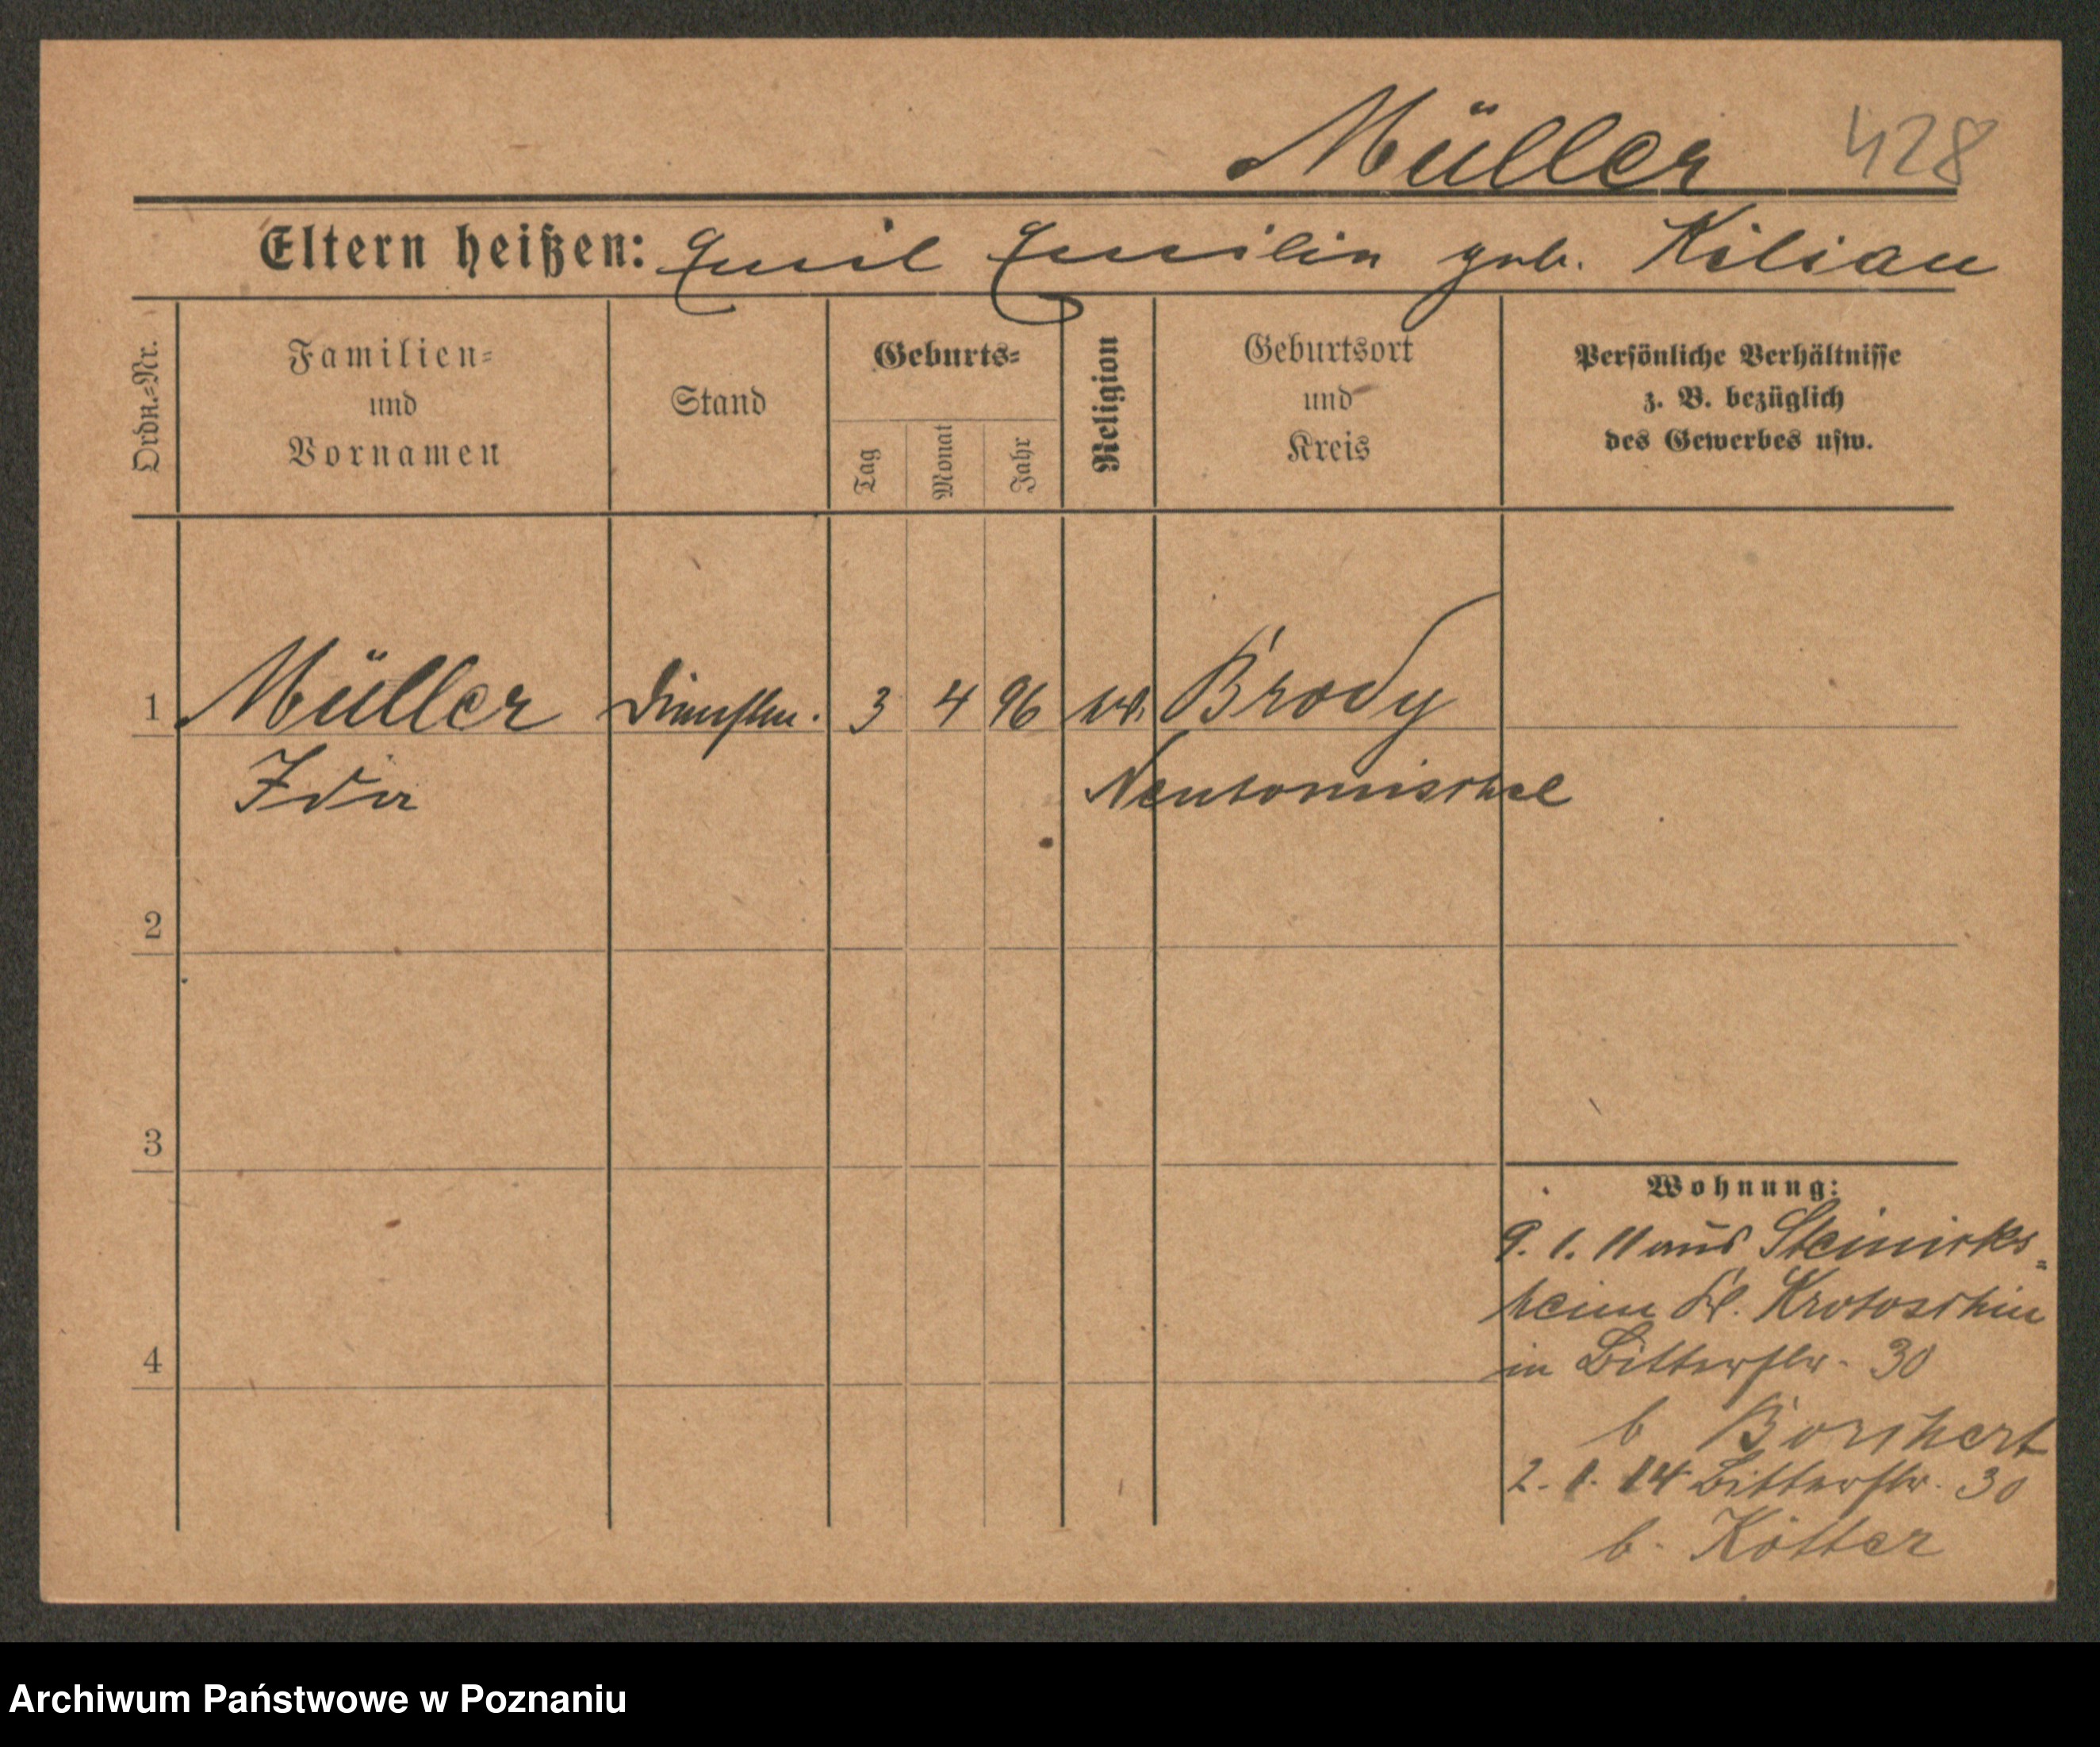 Müller 428
Eltern heißen: Emil Emilie geb. Kilian
Ordn.-Nr.
Familien-
und
Vornamen
Stand
Geburts-
Tag
Monat
Jahr
Religion
Geburtsort
und
Kreis
Persönliche Verhältnisse
z. B. bezüglich
des Gewerbes usw.
1 Müller Dienstm. 3 4 96 Brody
Ida Neutomischel
2
3
4
Wohnung:
9. 1. 11 aus Steinicks-
heim Kr. Krotoschin
in Bitterstr. 30
b Borchert
2. 1. 14 Bitterstr. 30
b. Kötter
Archiwum Państwowe w Poznaniu